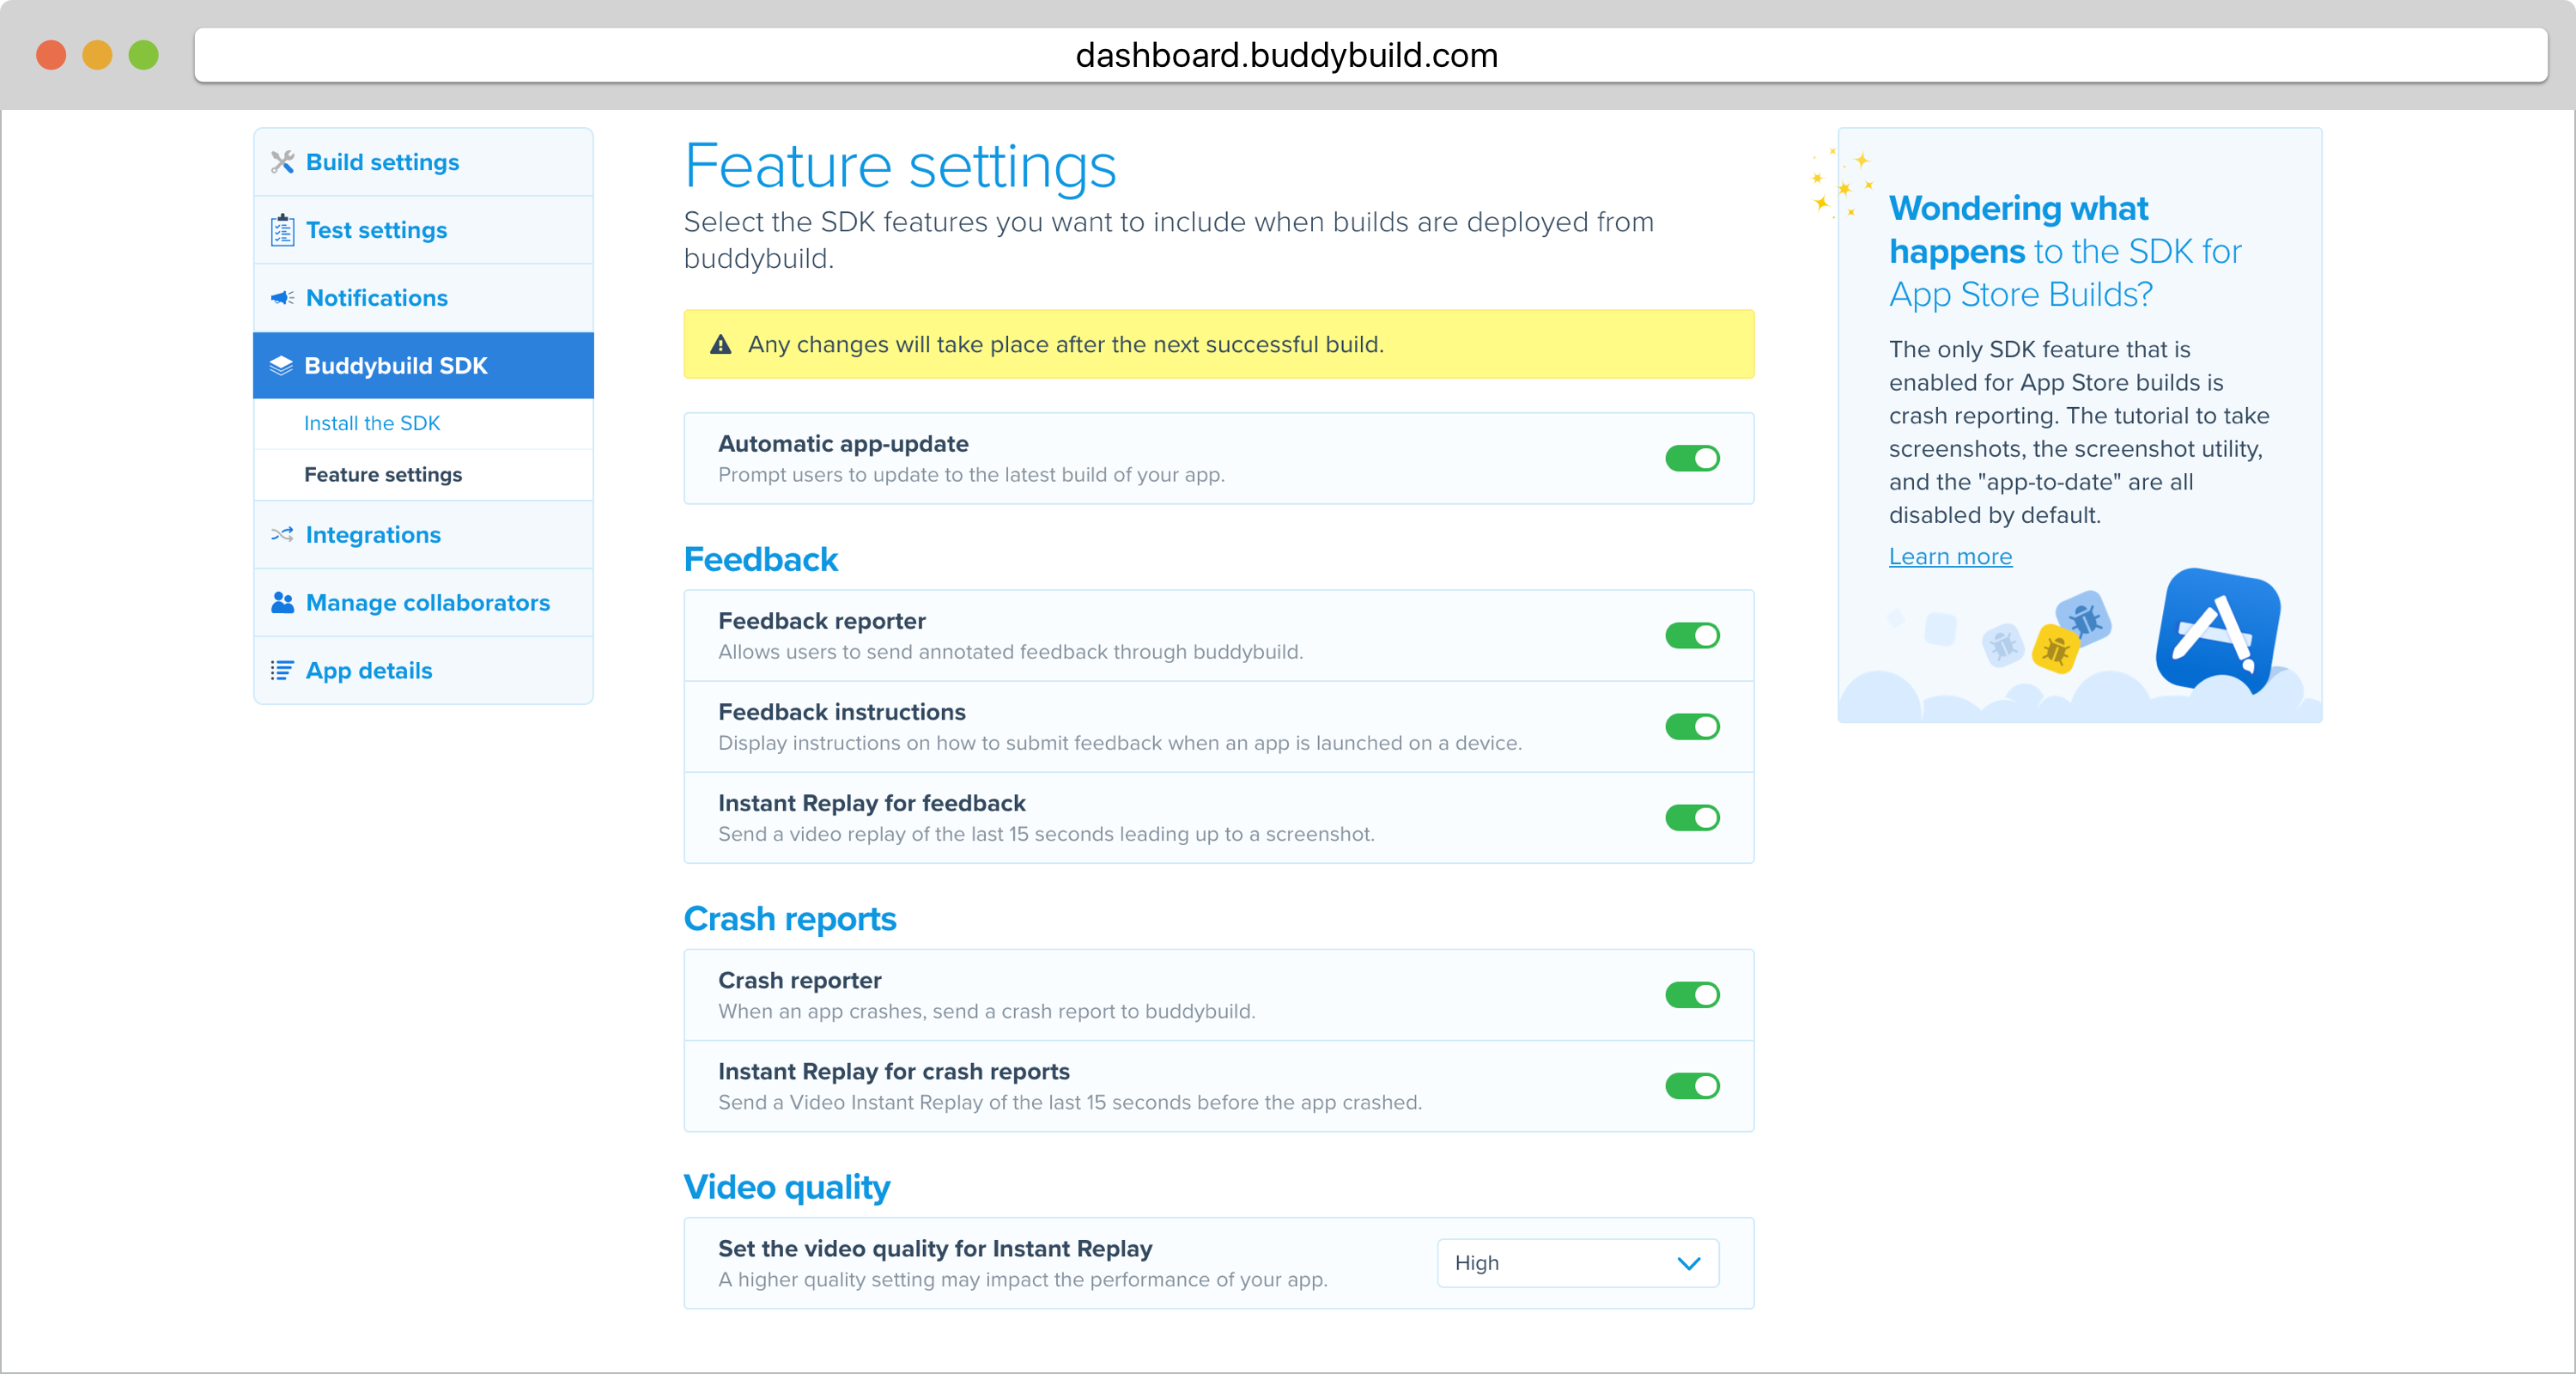 dashboard.buddybuild.com
Build settings
Test settings
Notifications
Buddybuild SDK
Install the SDK
Feature settings
Integrations
Manage collaborators
App details
Feature settings
Select the SDK features you want to include when builds are deployed from
buddybuild.
Any changes will take place after the next successful build.
Automatic app-update
Prompt users to update to the latest build of your app.
Feedback
Feedback reporter
Allows users to send annotated feedback through buddybuild.
Feedback instructions
Display instructions on how to submit feedback when an app is launched on a device.
Instant Replay for feedback
Send a video replay of the last 15 seconds leading up to a screenshot.
Crash reports
Crash reporter
When an app crashes, send a crash report to buddybuild.
Instant Replay for crash reports
Send a Video Instant Replay of the last 15 seconds before the app crashed.
Video quality
Set the video quality for Instant Replay
A higher quality setting may impact the performance of your app.
High
Wondering what
happens to the SDK for
App Store Builds?
The only SDK feature that is
enabled for App Store builds is
crash reporting. The tutorial to take
screenshots, the screenshot utility,
and the "app-to-date" are all
disabled by default.
Learn more